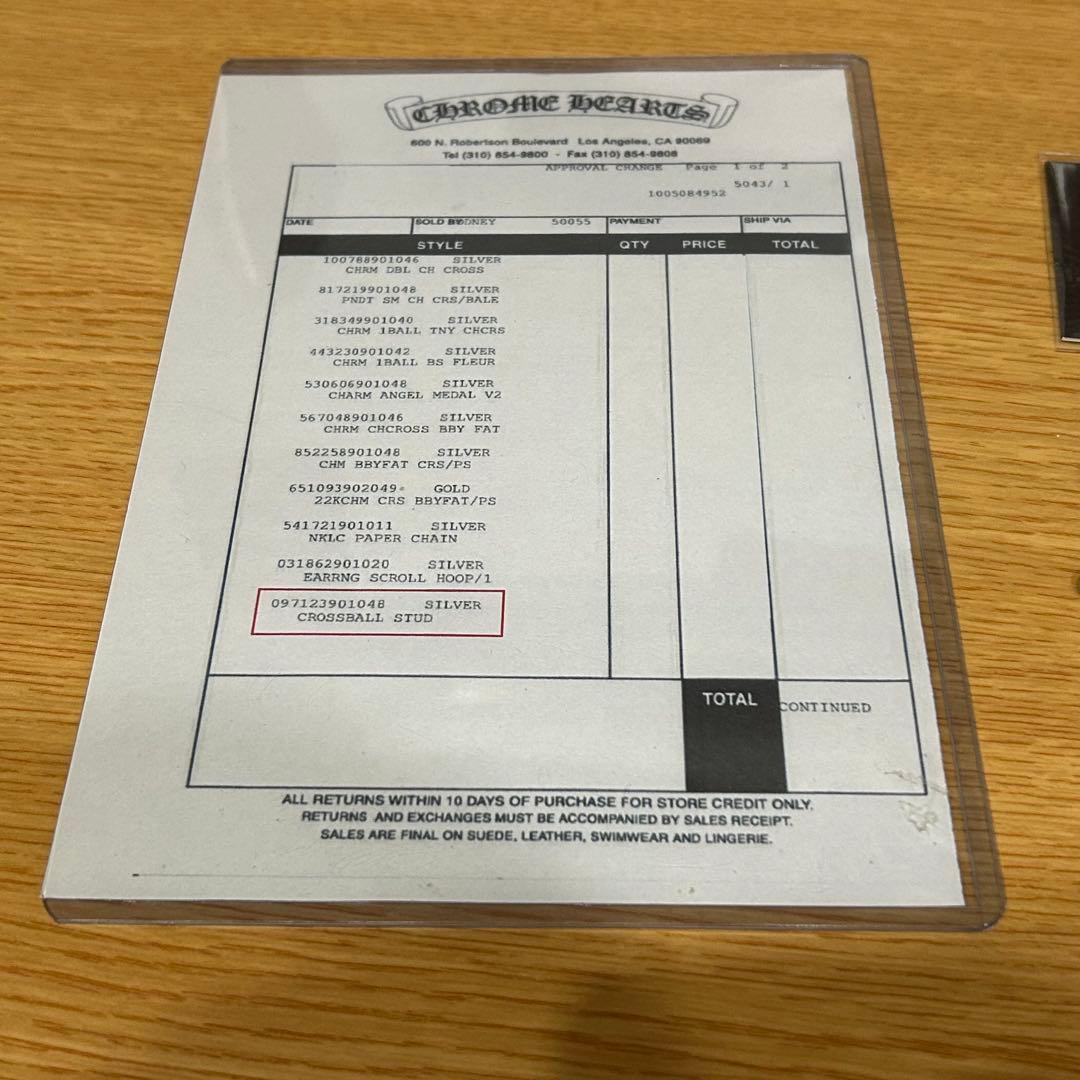 CHROME HEARTS
600 N. Robertson Boulevard Los Angeles, CA 90069
Tel (310) 854-9800 - Fax (310) 854-9808
APPROVAL CHANGE Page 1 of 2
5043/ 1
1005084952
DATE SOLD BY DNEY 50055 PAYMENT SHIP VIA
STYLE QTY PRICE TOTAL
100788901046 SILVER
CHRM DBL CH CROSS
817219901048 SILVER
PNDT SM CH CRS/BALE
318349901040 SILVER
CHRM 1BALL TNY CHCRS
443230901042 SILVER
CHRM 1BALL BS FLEUR
530606901048 SILVER
CHARM ANGEL MEDAL V2
567048901046 SILVER
CHRM CHCROSS BBY FAT
852258901048 SILVER
CHM BBYFAT CRS/PS
651093902049 GOLD
22KCHM CRS BBYFAT/PS
541721901011 SILVER
NKLC PAPER CHAIN
031862901020 SILVER
EARRNG SCROLL HOOP/1
097123901048 SILVER
CROSSBALL STUD
TOTAL CONTINUED
ALL RETURNS WITHIN 10 DAYS OF PURCHASE FOR STORE CREDIT ONLY.
RETURNS AND EXCHANGES MUST BE ACCOMPANIED BY SALES RECEIPT.
SALES ARE FINAL ON SUEDE, LEATHER, SWIMWEAR AND LINGERIE.